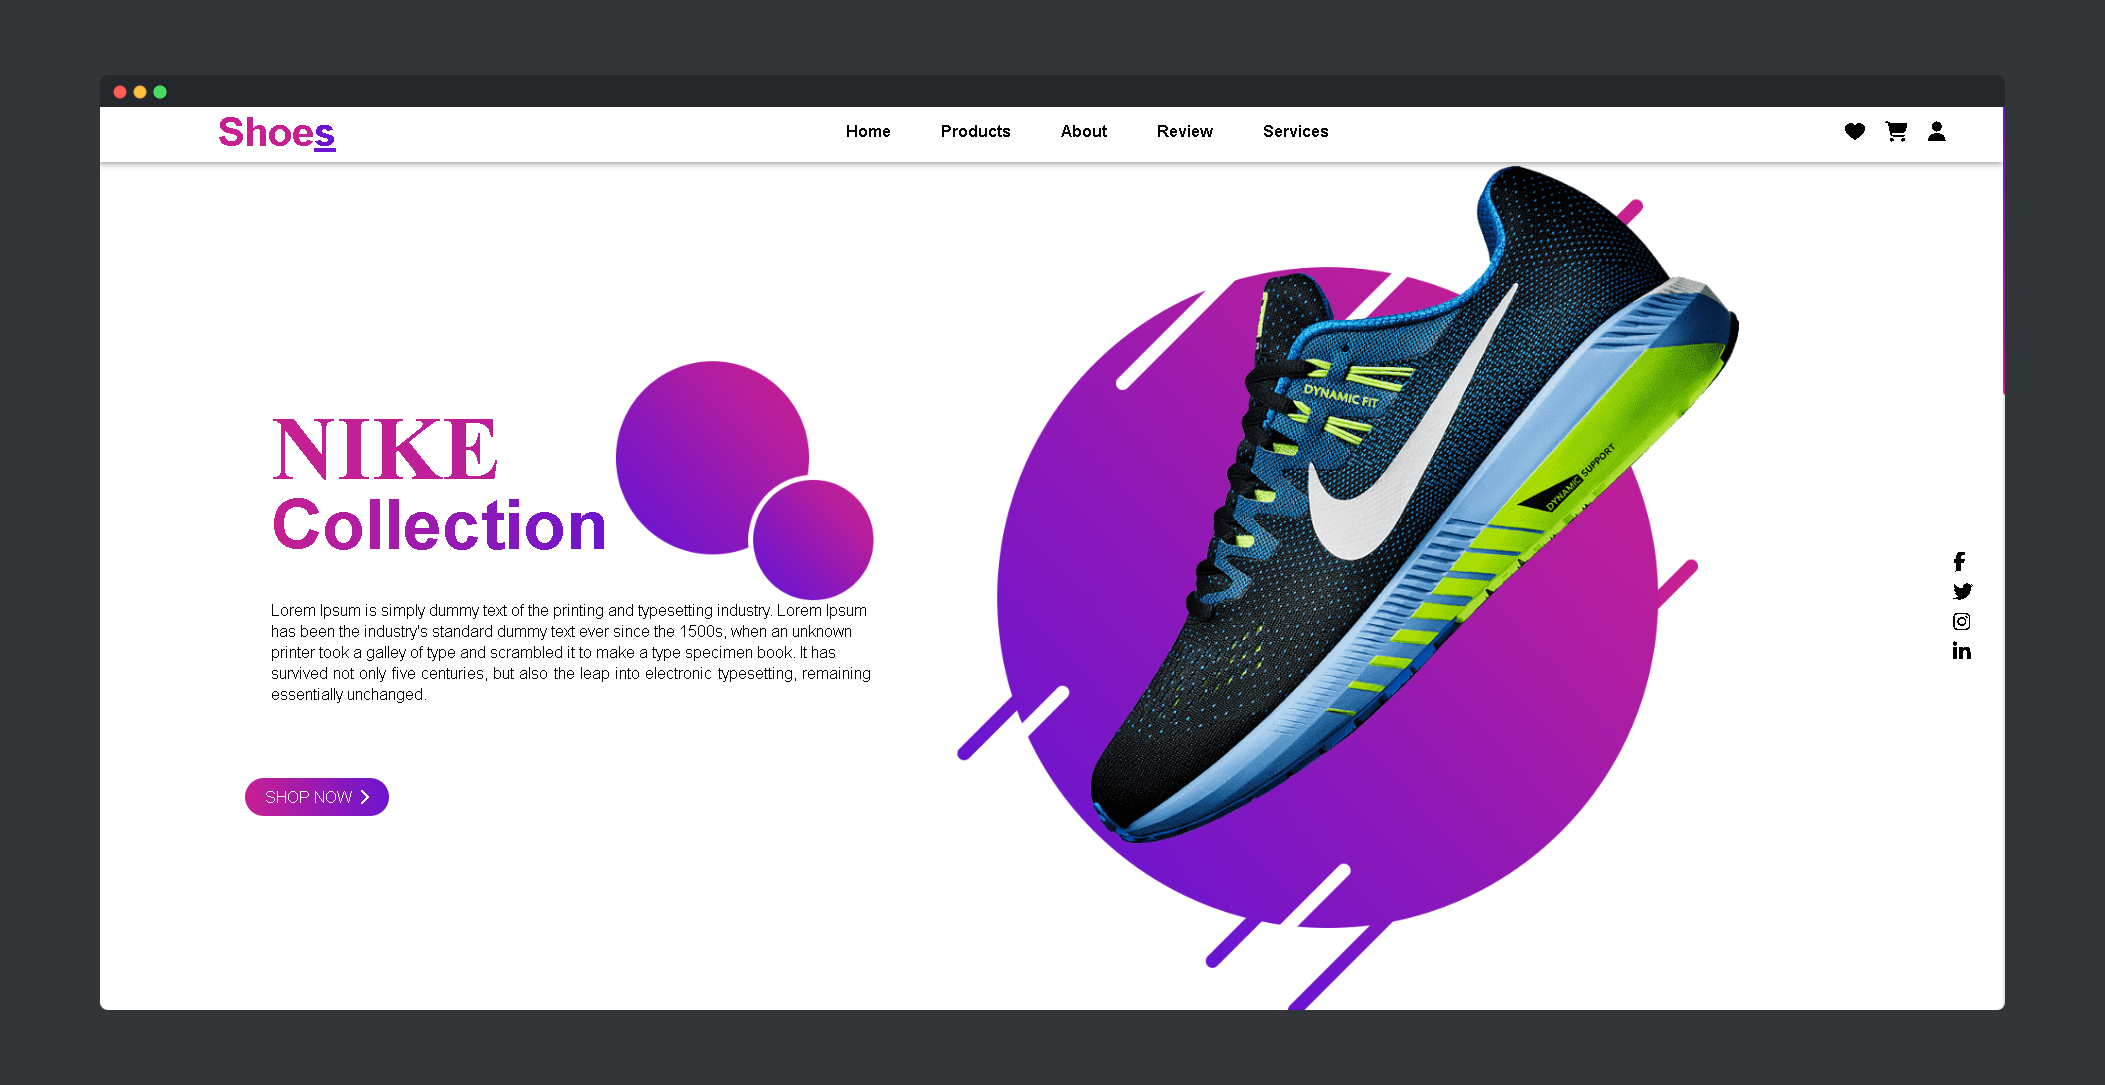 Shoes
Home Products About Review Services
NIKE
Collection
Lorem Ipsum is simply dummy text of the printing and typesetting industry. Lorem Ipsum
has been the industry's standard dummy text ever since the 1500s, when an unknown
printer took a galley of type and scrambled it to make a type specimen book. It has
survived not only five centuries, but also the leap into electronic typesetting, remaining
essentially unchanged.
SHOP NOW
DYNAMIC FIT
DYNAMIC SUPPORT